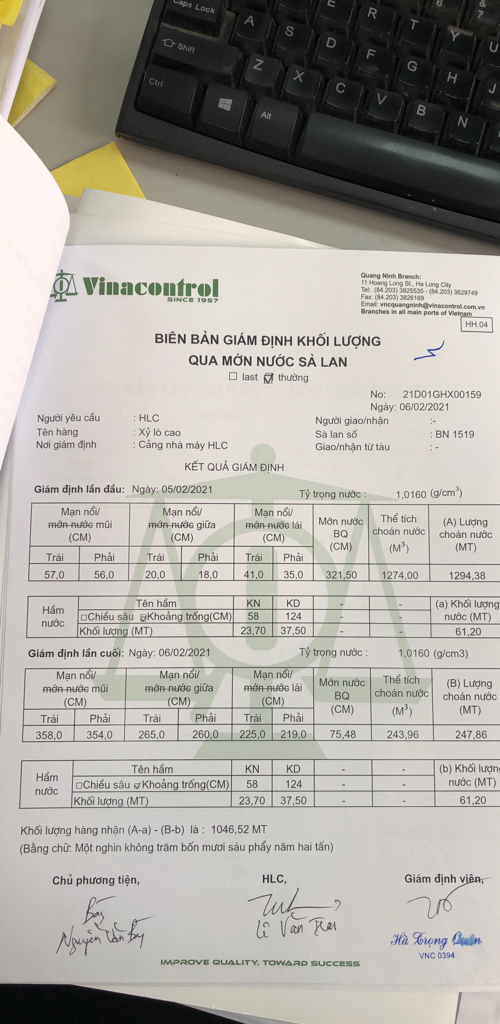 Caps Lock
A
S
D
F
G
H
J
E
R
T
Y
U
6
&
7
Shift
Z
X
C
V
B
N
Ctrl
Alt
Vinacontrol
SINCE 1957
Quang Ninh Branch:
11 Hoang Long St., Ha Long City
Tel: (84.203) 3825535 - (84.203) 3629749
Fax: (84.203) 3826169
Email: vncquangninh@vinacontrol.com.vn
Branches in all main ports of Vietnam
HH.04
BIÊN BẢN GIÁM ĐỊNH KHỐI LƯỢNG
QUA MỚN NƯỚC SÀ LAN
☐ last ☑ thường
No: 21D01GHX00159
Ngày: 06/02/2021
Người yêu cầu : HLC Người giao/nhận :-
Tên hàng : Xỷ lò cao Sà lan số : BN 1519
Nơi giám định : Cảng nhà máy HLC Giao/nhận từ tàu : -
KẾT QUẢ GIÁM ĐỊNH
Giám định lần đầu: Ngày: 05/02/2021 Tỷ trọng nước : 1,0160 (g/cm³)
Mạn nổi/ Mạn nổi/ Mạn nổi/ Mớn nước Thể tích (A) Lượng
mớn nước mũi mớn nước giữa mớn nước lái BQ choán nước choán nước
(CM) (CM) (CM) (CM) (M³) (MT)
Trái Phải Trái Phải Trái Phải
57,0 56,0 20,0 18,0 41,0 35,0 321,50 1274,00 1294,38
Hầm nước Tên hầm KN KD - - - (a) Khối lượng
☐Chiều sâu ☑Khoảng trống(CM) 58 124 - - - nước (MT)
Khối lượng (MT) 23,70 37,50 - - - 61,20
Giám định lần cuối: Ngày: 06/02/2021 Tỷ trọng nước : 1,0160 (g/cm3)
Mạn nổi/ Mạn nổi/ Mạn nổi/ Mớn nước Thể tích (B) Lượng
mớn nước mũi mớn nước giữa mớn nước lái BQ choán nước choán nước
(CM) (CM) (CM) (CM) (M³) (MT)
Trái Phải Trái Phải Trái Phải
358,0 354,0 265,0 260,0 225,0 219,0 75,48 243,96 247,86
Hầm nước Tên hầm KN KD - - - (b) Khối lượng
☐Chiều sâu ☑Khoảng trống(CM) 58 124 - - - nước (MT)
Khối lượng (MT) 23,70 37,50 - - - 61,20
Khối lượng hàng nhận (A-a) - (B-b) là : 1046,52 MT
(Bằng chữ: Một nghìn không trăm bốn mươi sáu phẩy năm hai tấn)
Chủ phương tiện, HLC, Giám định viên,
Nguyễn Văn Lê Văn Hà Trọng
VNC 0394
IMPROVE QUALITY, TOWARD SUCCESS